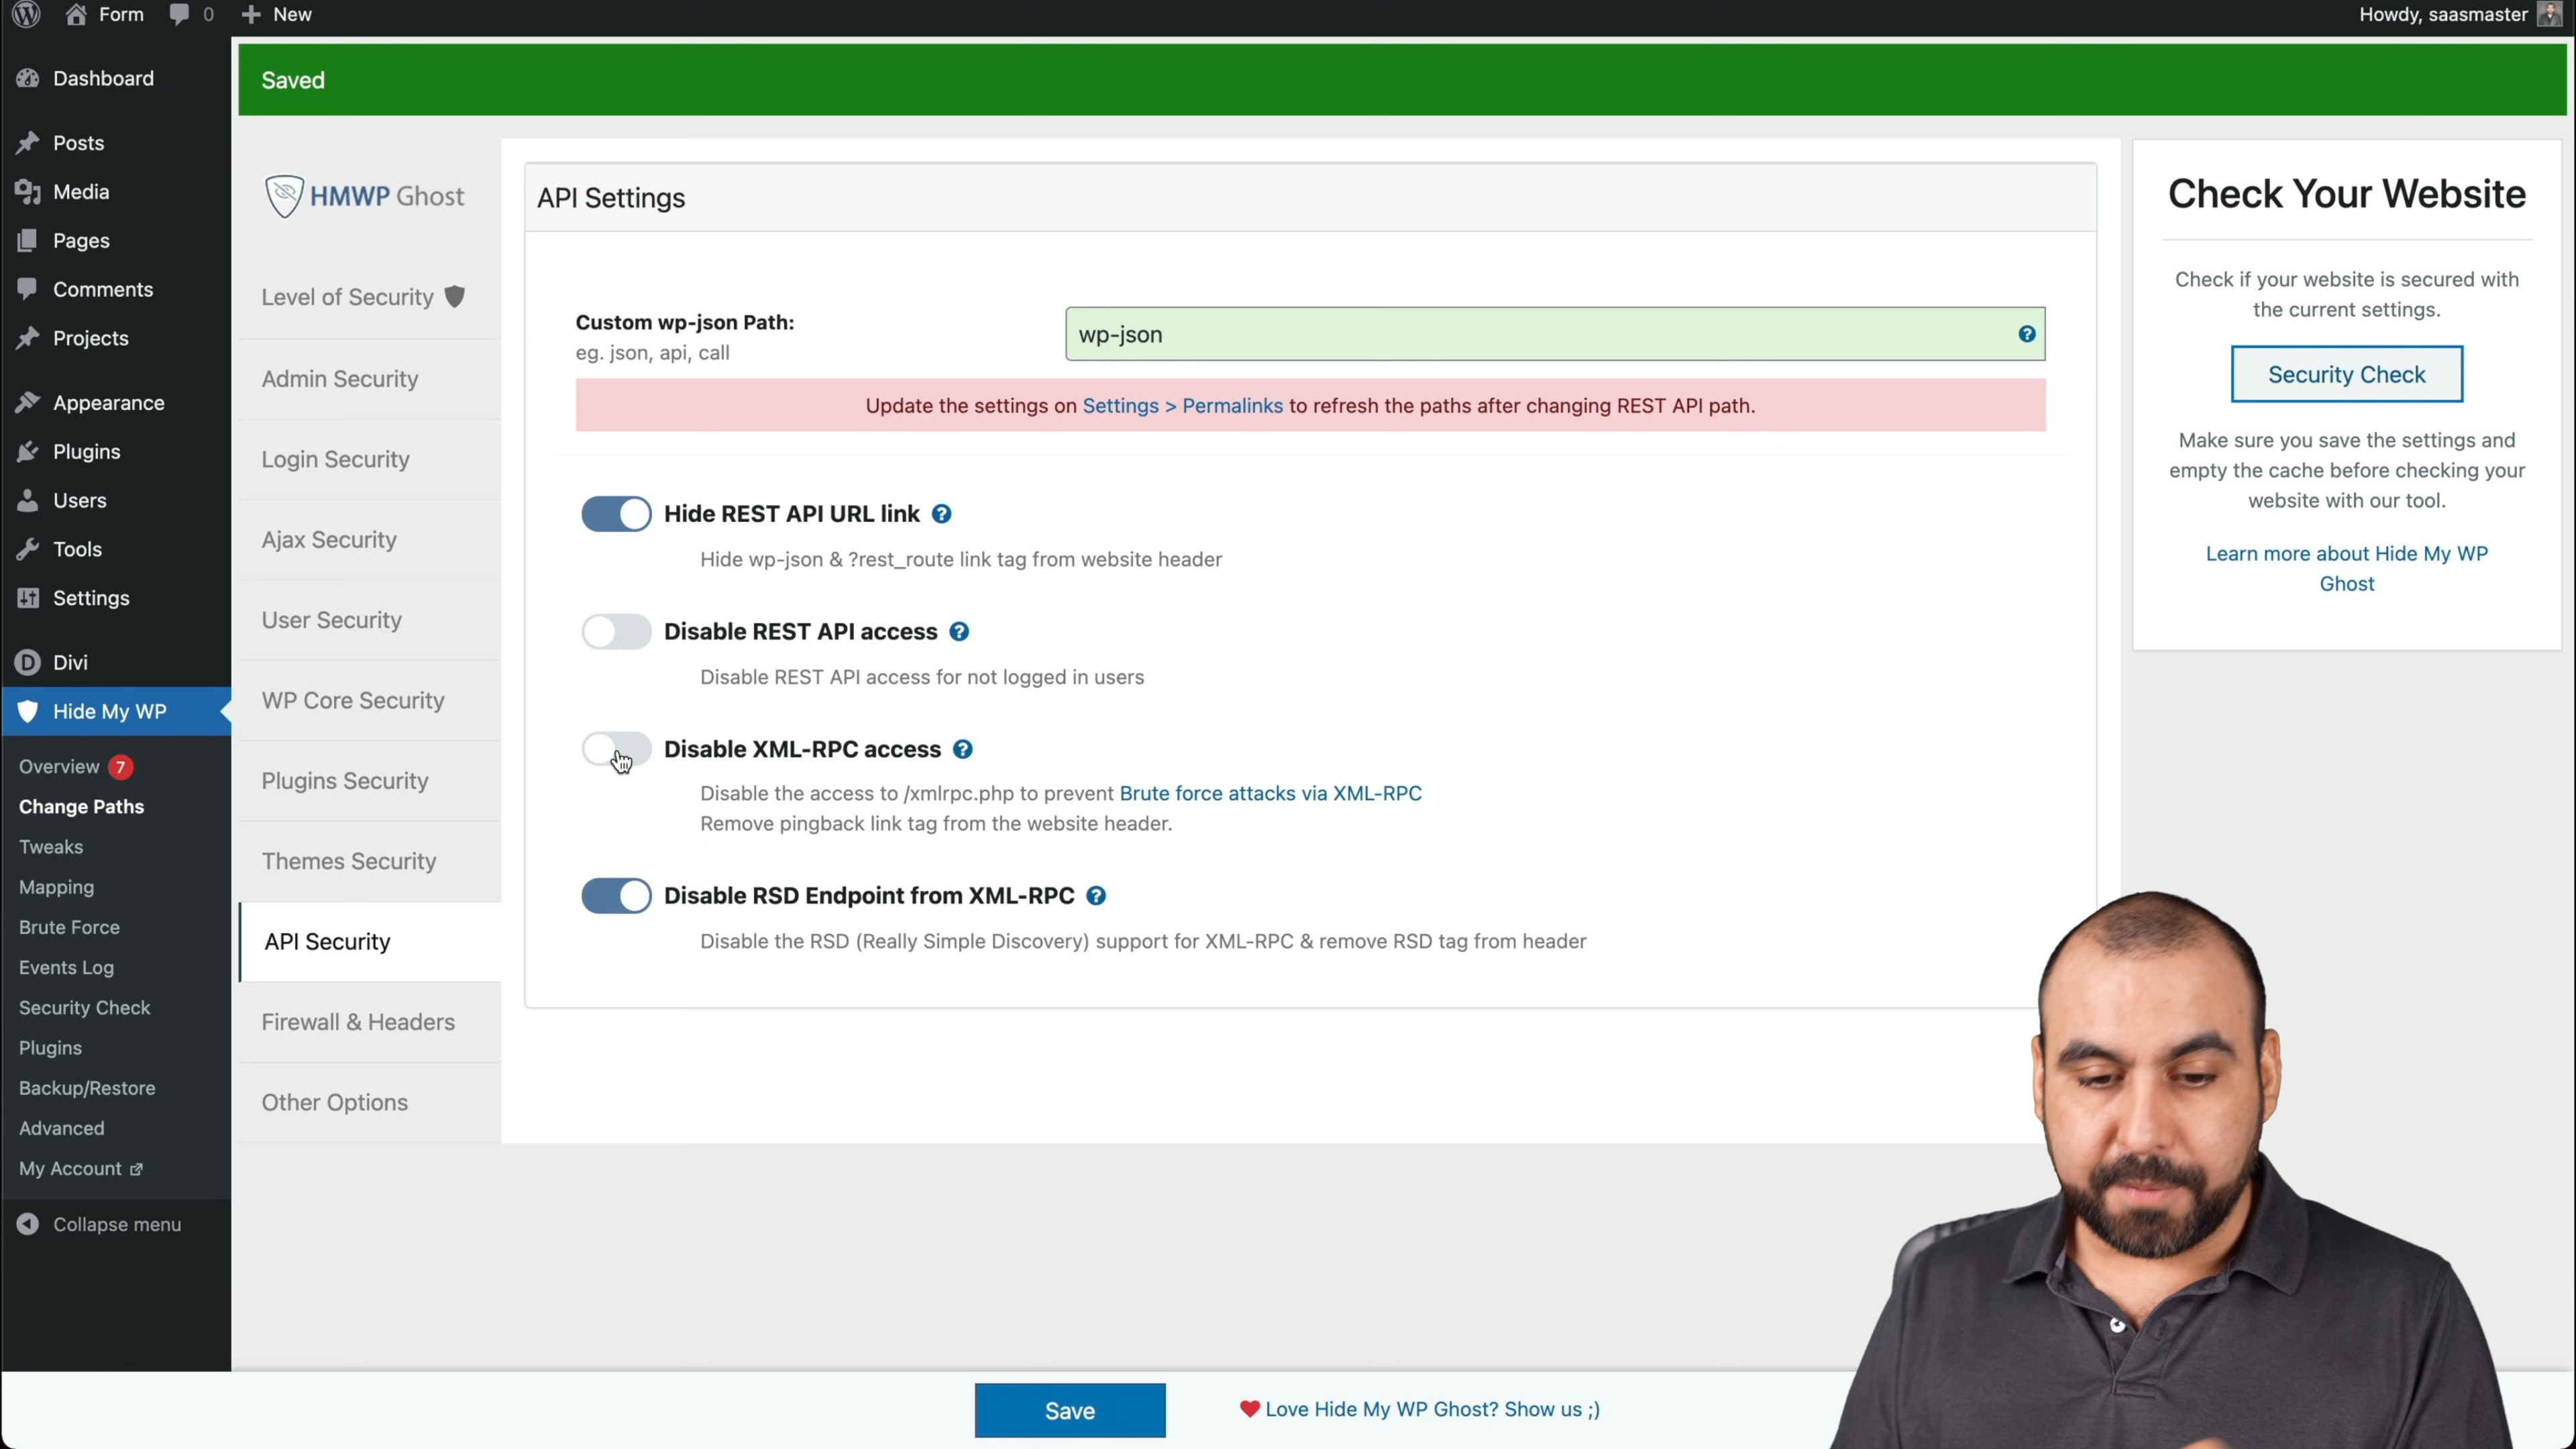 Form
0
New
Howdy, saasmaster
Dashboard
Posts
Media
Pages
Comments
Projects
Appearance
Plugins
Users
Tools
Settings
Divi
Hide My WP
Overview 7
Change Paths
Tweaks
Mapping
Brute Force
Events Log
Security Check
Plugins
Backup/Restore
Advanced
My Account
Collapse menu
Saved
HMWP Ghost
Level of Security
Admin Security
Login Security
Ajax Security
User Security
WP Core Security
Plugins Security
Themes Security
API Security
Firewall & Headers
Other Options
API Settings
Custom wp-json Path:
eg. json, api, call
wp-json
Update the settings on Settings > Permalinks to refresh the paths after changing REST API path.
Hide REST API URL link
Hide wp-json & ?rest_route link tag from website header
Disable REST API access
Disable REST API access for not logged in users
Disable XML-RPC access
Disable the access to /xmlrpc.php to prevent Brute force attacks via XML-RPC
Remove pingback link tag from the website header.
Disable RSD Endpoint from XML-RPC
Disable the RSD (Really Simple Discovery) support for XML-RPC & remove RSD tag from header
Check Your Website
Check if your website is secured with
the current settings.
Security Check
Make sure you save the settings and
empty the cache before checking your
website with our tool.
Learn more about Hide My WP
Ghost
Save
Love Hide My WP Ghost? Show us ;)